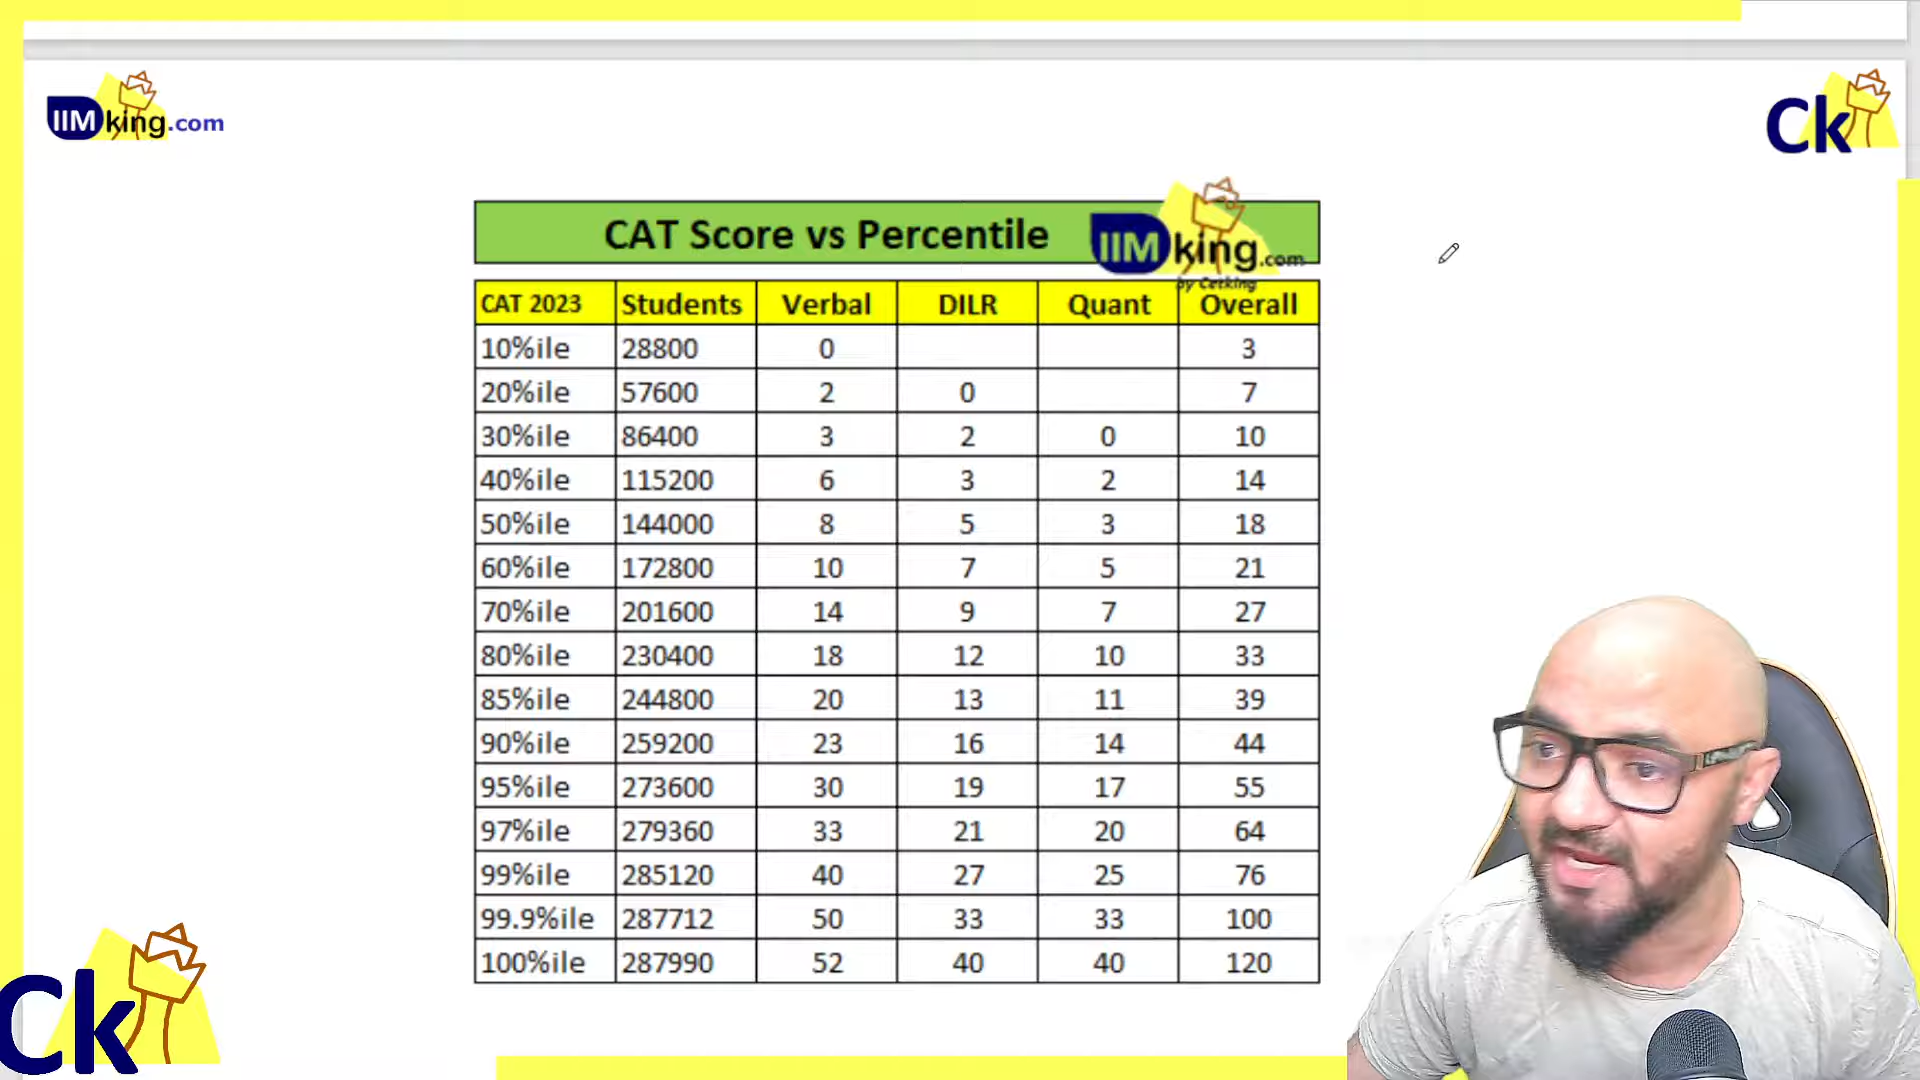 IIMking.com
Ck
CAT Score vs Percentile IIMking.com
by Cetking
CAT 2023 Students Verbal DILR Quant Overall
10%ile 28800 0 3
20%ile 57600 2 0 7
30%ile 86400 3 2 0 10
40%ile 115200 6 3 2 14
50%ile 144000 8 5 3 18
60%ile 172800 10 7 5 21
70%ile 201600 14 9 7 27
80%ile 230400 18 12 10 33
85%ile 244800 20 13 11 39
90%ile 259200 23 16 14 44
95%ile 273600 30 19 17 55
97%ile 279360 33 21 20 64
99%ile 285120 40 27 25 76
99.9%ile 287712 50 33 33 100
100%ile 287990 52 40 40 120
Ck